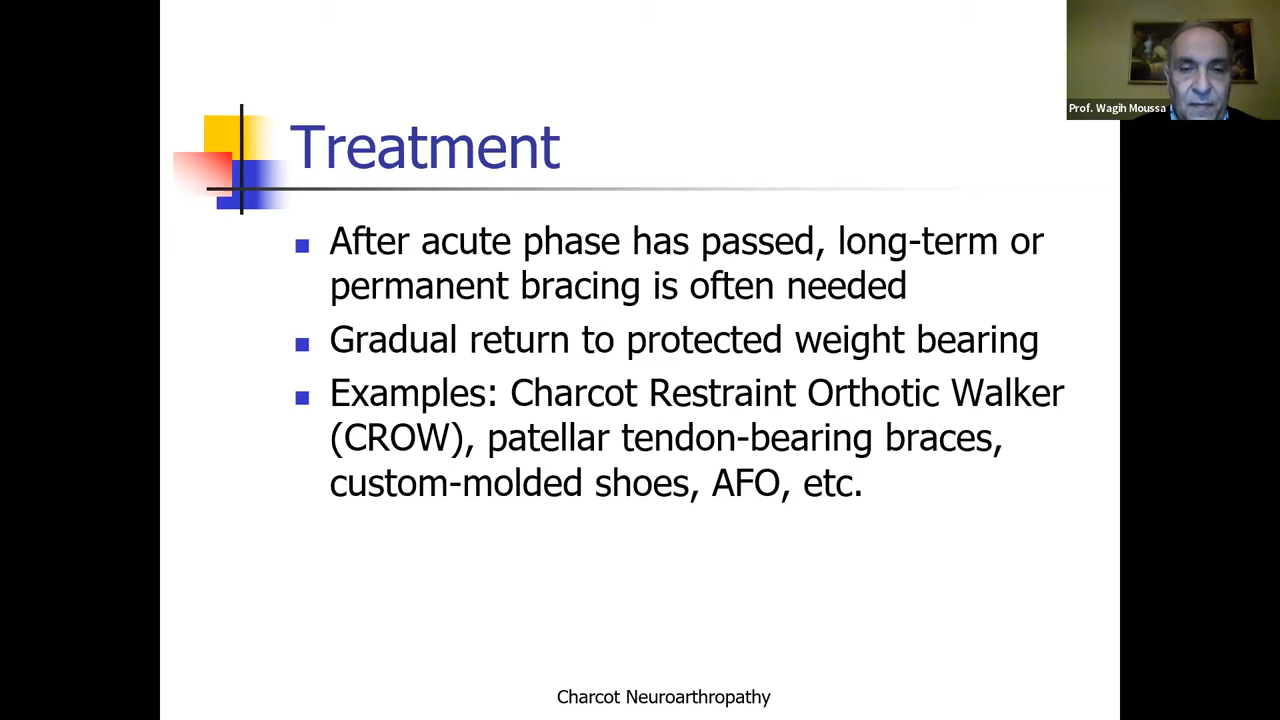 Prof. Wagih Moussa
Treatment
After acute phase has passed, long-term or
permanent bracing is often needed
Gradual return to protected weight bearing
Examples: Charcot Restraint Orthotic Walker
(CROW), patellar tendon-bearing braces,
custom-molded shoes, AFO, etc.
Charcot Neuroarthropathy